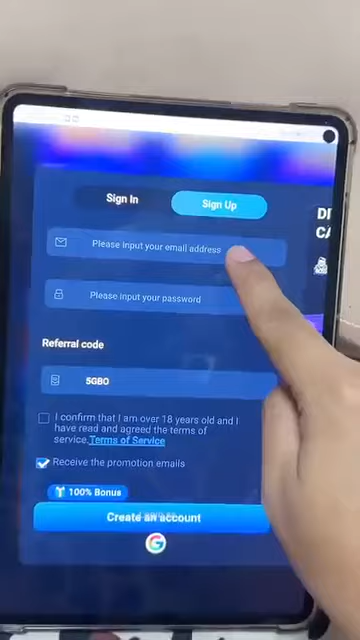 Sign In
Sign Up
DI
CA
Please input your email address
Please input your password
Referral code
5GBO
I confirm that I am over 18 years old and I
have read and agreed the terms of
service. Terms of Service
Receive the promotion emails
100% Bonus
Create an account